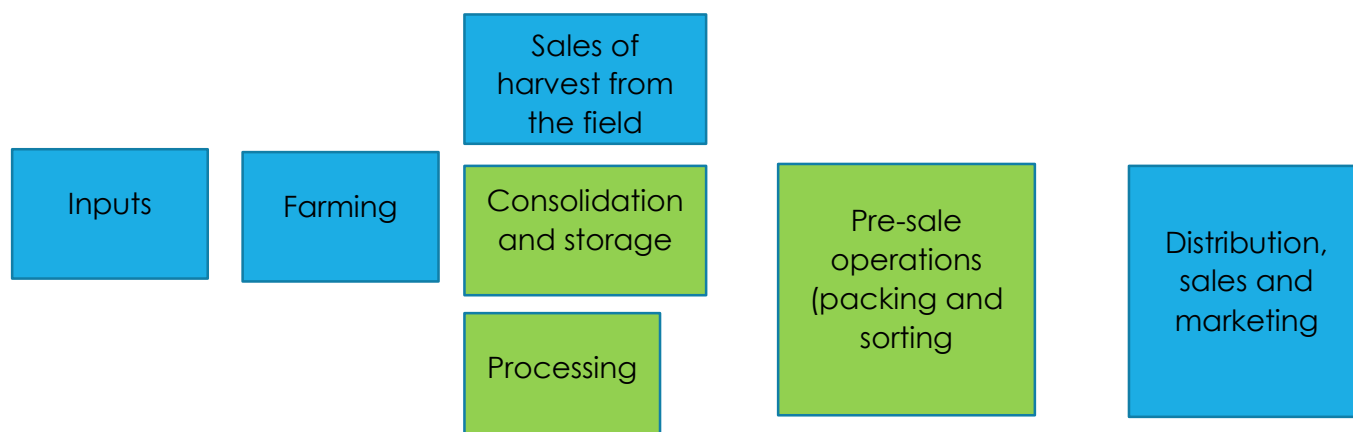 Sales of
harvest from
the field
Inputs
Farming
Consolidation
and storage
Processing
Pre-sale
operations
(packing and
sorting
Distribution,
sales and
marketing